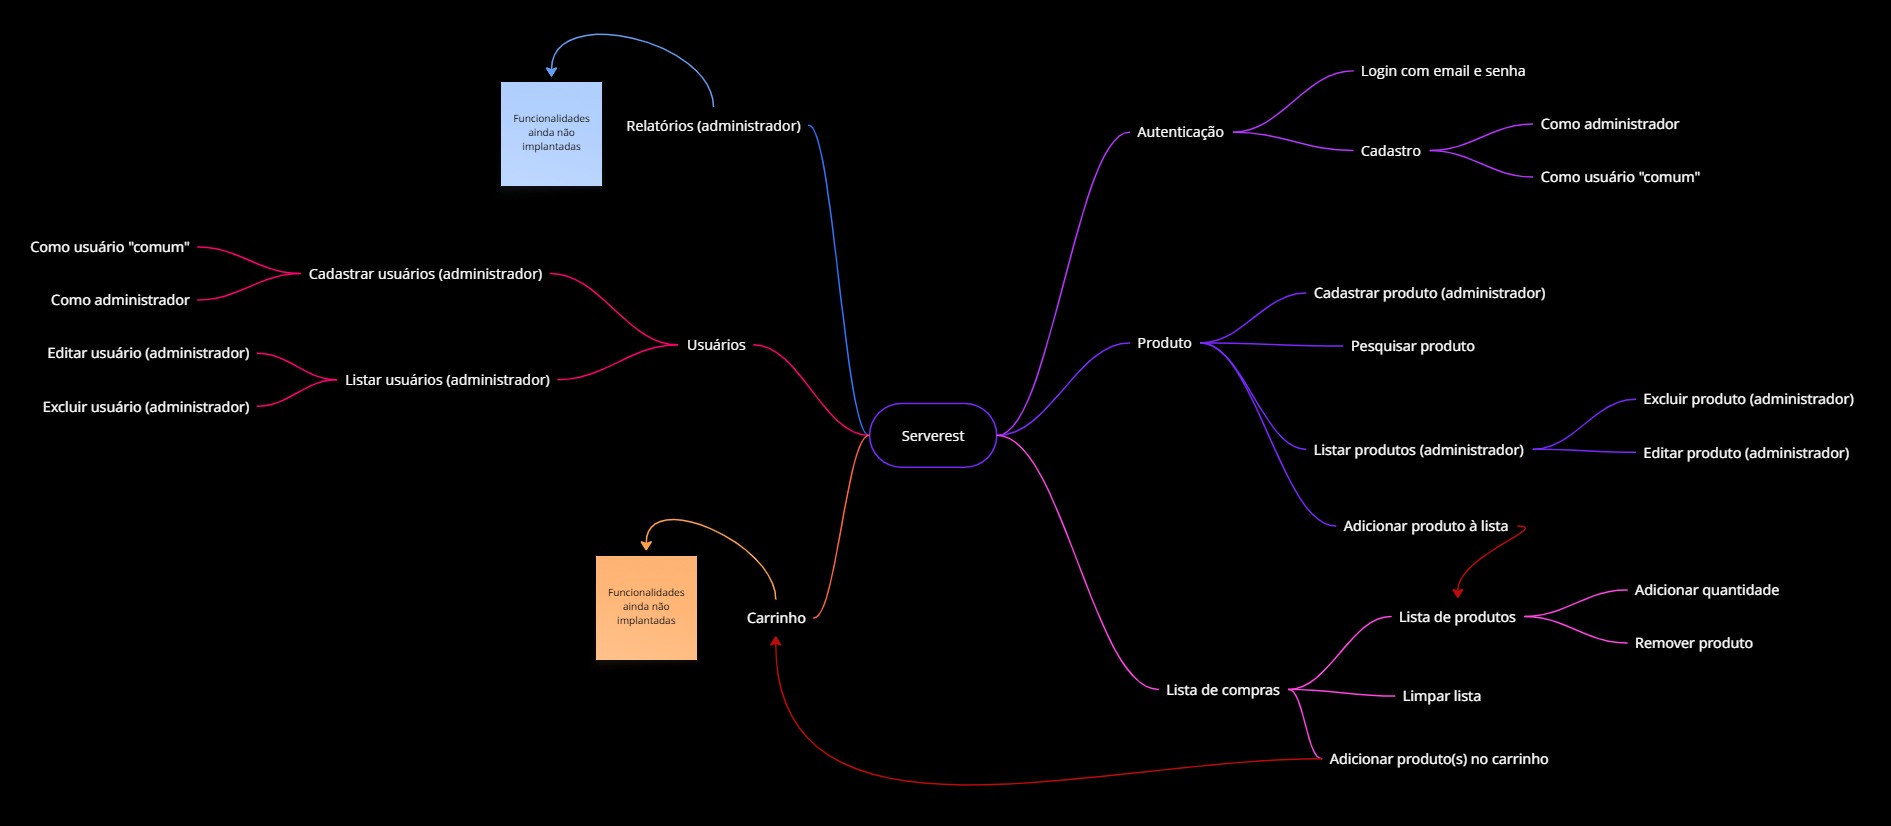 Serverest
Relatórios (administrador)
Funcionalidades
ainda não
implantadas
Usuários
Cadastrar usuários (administrador)
Como usuário "comum"
Como administrador
Listar usuários (administrador)
Editar usuário (administrador)
Excluir usuário (administrador)
Carrinho
Funcionalidades
ainda não
implantadas
Autenticação
Login com email e senha
Cadastro
Como administrador
Como usuário "comum"
Produto
Cadastrar produto (administrador)
Pesquisar produto
Listar produtos (administrador)
Excluir produto (administrador)
Editar produto (administrador)
Adicionar produto à lista
Lista de compras
Lista de produtos
Adicionar quantidade
Remover produto
Limpar lista
Adicionar produto(s) no carrinho